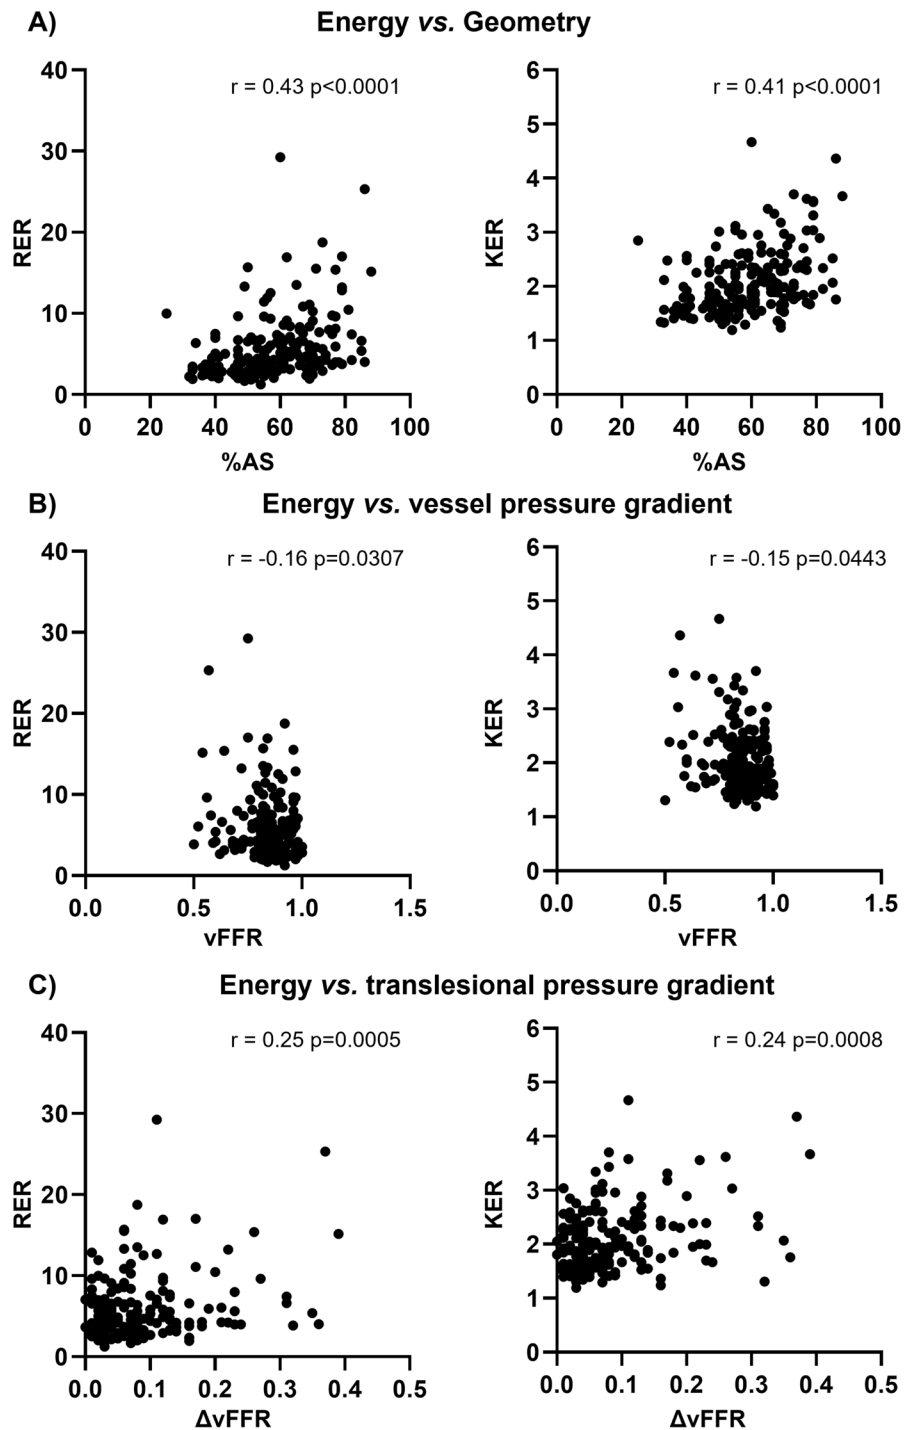 A) Energy vs. Geometry
r = 0.43 p<0.0001
40
30
20
10
0
RER
0 20 40 60 80 100
%AS
r = 0.41 p<0.0001
6
5
4
3
2
1
0
KER
0 20 40 60 80 100
%AS
B) Energy vs. vessel pressure gradient
r = -0.16 p=0.0307
40
30
20
10
0
RER
0.0 0.5 1.0 1.5
vFFR
r = -0.15 p=0.0443
6
5
4
3
2
1
0
KER
0.0 0.5 1.0 1.5
vFFR
C) Energy vs. translesional pressure gradient
r = 0.25 p=0.0005
40
30
20
10
0
RER
0.0 0.1 0.2 0.3 0.4 0.5
ΔvFFR
r = 0.24 p=0.0008
6
5
4
3
2
1
0
KER
0.0 0.1 0.2 0.3 0.4 0.5
ΔvFFR